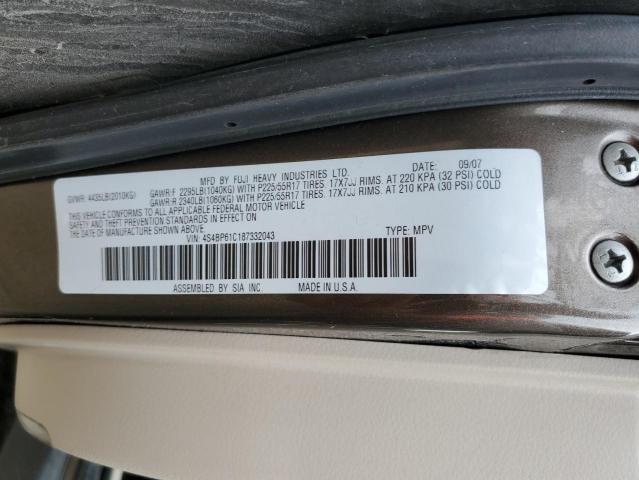 MFD BY FUJI HEAVY INDUSTRIES LTD. DATE: 09/07
GVWR: 4435LB(2010KG) GAWR:F 2295LB(1040KG) WITH P225/55R17 TIRES. 17X7JJ RIMS. AT 220 KPA (32 PSI) COLD
GAWR:R 2340LB(1060KG) WITH P225/55R17 TIRES. 17X7JJ RIMS. AT 210 KPA (30 PSI) COLD
THIS VEHICLE CONFORMS TO ALL APPLICABLE FEDERAL MOTOR VEHICLE
SAFETY AND THEFT PREVENTION STANDARDS IN EFFECT ON
THE DATE OF MANUFACTURE SHOWN ABOVE.
VIN: 4S4BP61C187332043 TYPE: MPV
ASSEMBLED BY SIA INC. MADE IN U.S.A.